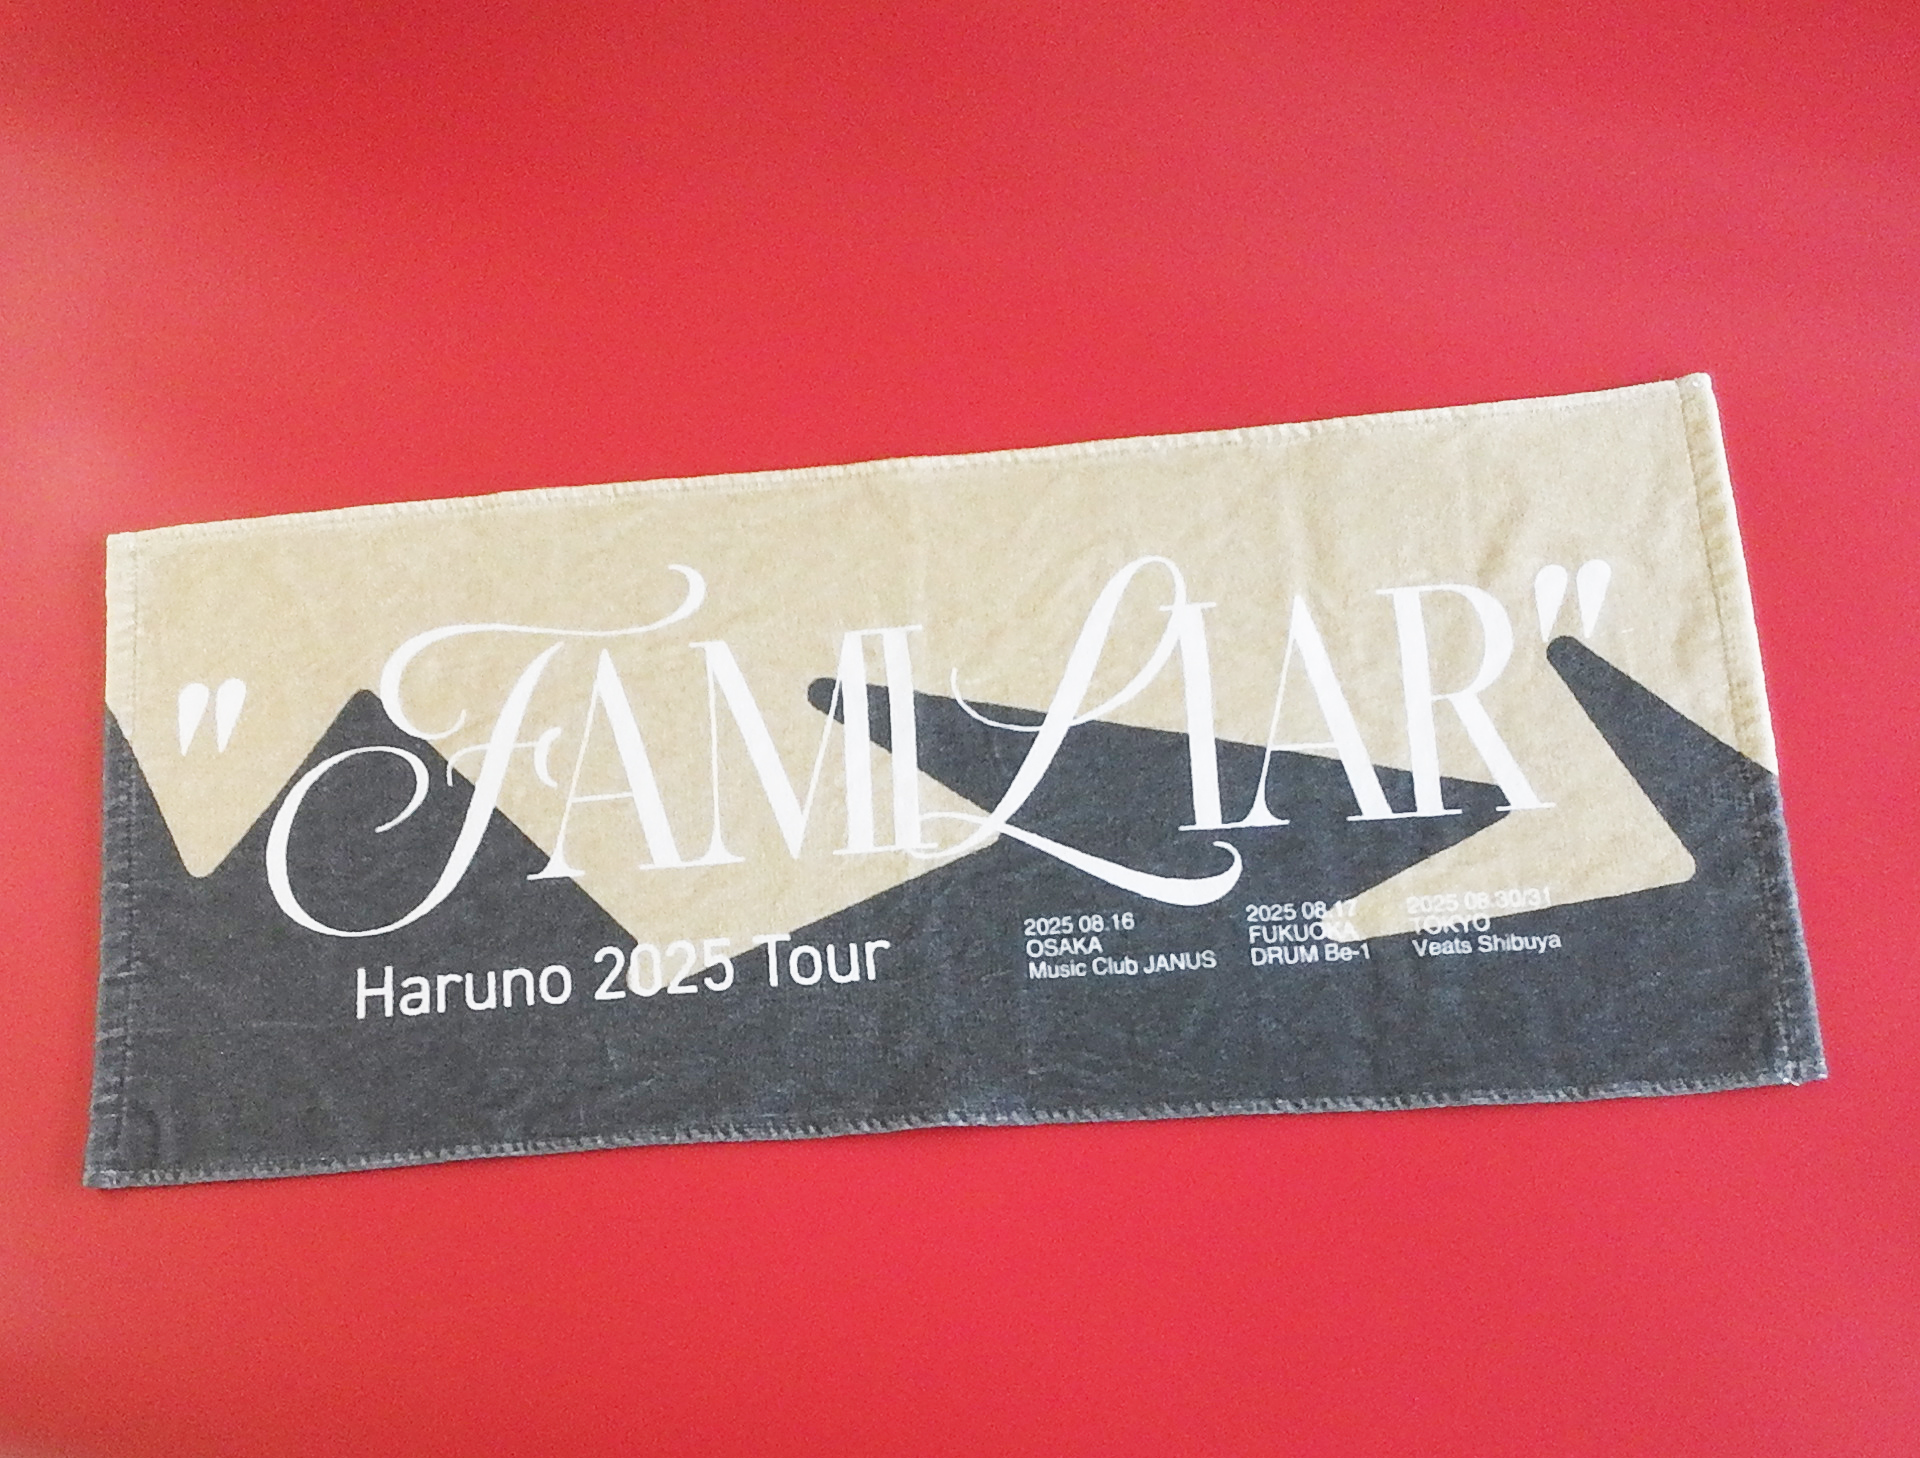 "FAMILIAR"
Haruno 2025 Tour
2025 08.16
OSAKA
Music Club JANUS
2025 08.17
FUKUOKA
DRUM Be-1
2025 08.30/31
TOKYO
Veats Shibuya